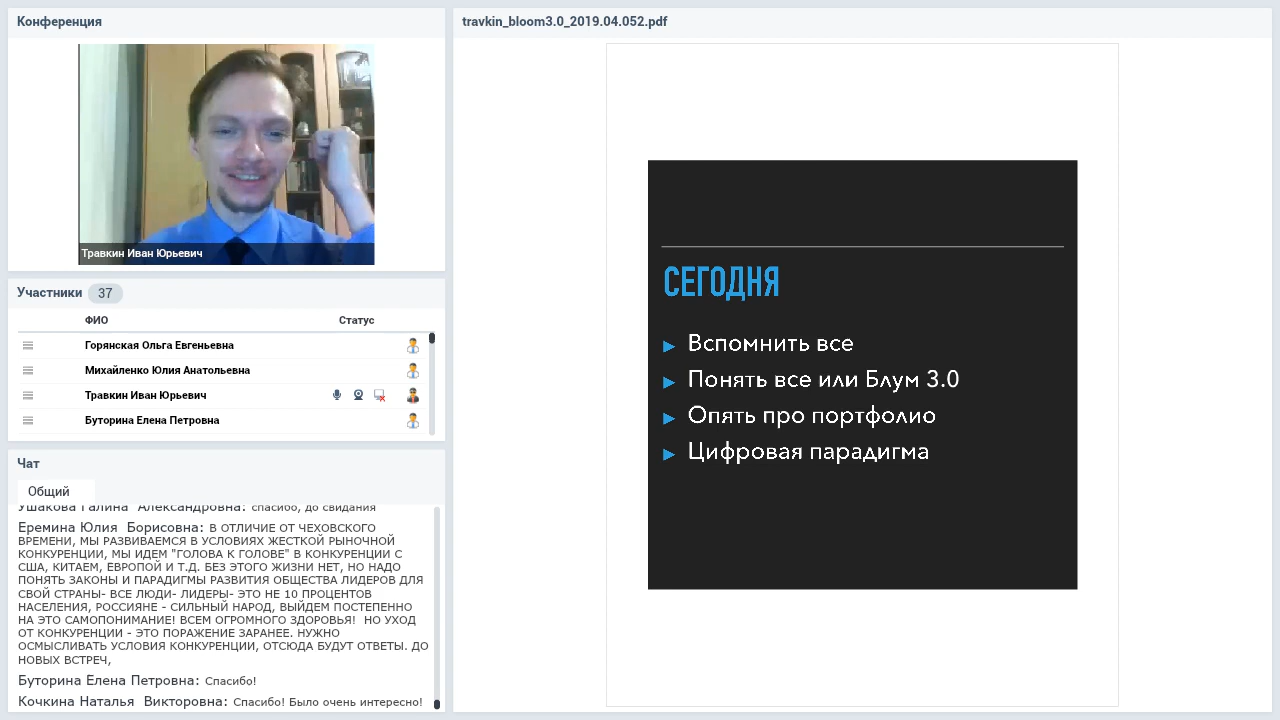 Конференция
Травкин Иван Юрьевич
Участники 37
ФИО Статус
Горянская Ольга Евгеньевна
Михайленко Юлия Анатольевна
Травкин Иван Юрьевич
Буторина Елена Петровна
Чат
Общий
Ушакова Галина Александровна: спасибо, до свидания
Еремина Юлия Борисовна: В ОТЛИЧИЕ ОТ ЧЕХОВСКОГО
ВРЕМЕНИ, МЫ РАЗВИВАЕМСЯ В УСЛОВИЯХ ЖЕСТКОЙ РЫНОЧНОЙ
КОНКУРЕНЦИИ, МЫ ИДЕМ "ГОЛОВА К ГОЛОВЕ" В КОНКУРЕНЦИИ С
США, КИТАЕМ, ЕВРОПОЙ И Т.Д. БЕЗ ЭТОГО ЖИЗНИ НЕТ, НО НАДО
ПОНЯТЬ ЗАКОНЫ И ПАРАДИГМЫ РАЗВИТИЯ ОБЩЕСТВА ЛИДЕРОВ ДЛЯ
СВОЙ СТРАНЫ- ВСЕ ЛЮДИ- ЛИДЕРЫ- ЭТО НЕ 10 ПРОЦЕНТОВ
НАСЕЛЕНИЯ, РОССИЯНЕ - СИЛЬНЫЙ НАРОД, ВЫЙДЕМ ПОСТЕПЕННО
НА ЭТО САМОПОНИМАНИЕ! ВСЕМ ОГРОМНОГО ЗДОРОВЬЯ! НО УХОД
ОТ КОНКУРЕНЦИИ - ЭТО ПОРАЖЕНИЕ ЗАРАНЕЕ. НУЖНО
ОСМЫСЛИВАТЬ УСЛОВИЯ КОНКУРЕНЦИИ, ОТСЮДА БУДУТ ОТВЕТЫ. ДО
НОВЫХ ВСТРЕЧ,
Буторина Елена Петровна: Спасибо!
Кочкина Наталья Викторовна: Спасибо! Было очень интересно!
travkin_bloom3.0_2019.04.052.pdf
СЕГОДНЯ
Вспомнить все
Понять все или Блум 3.0
Опять про портфолио
Цифровая парадигма